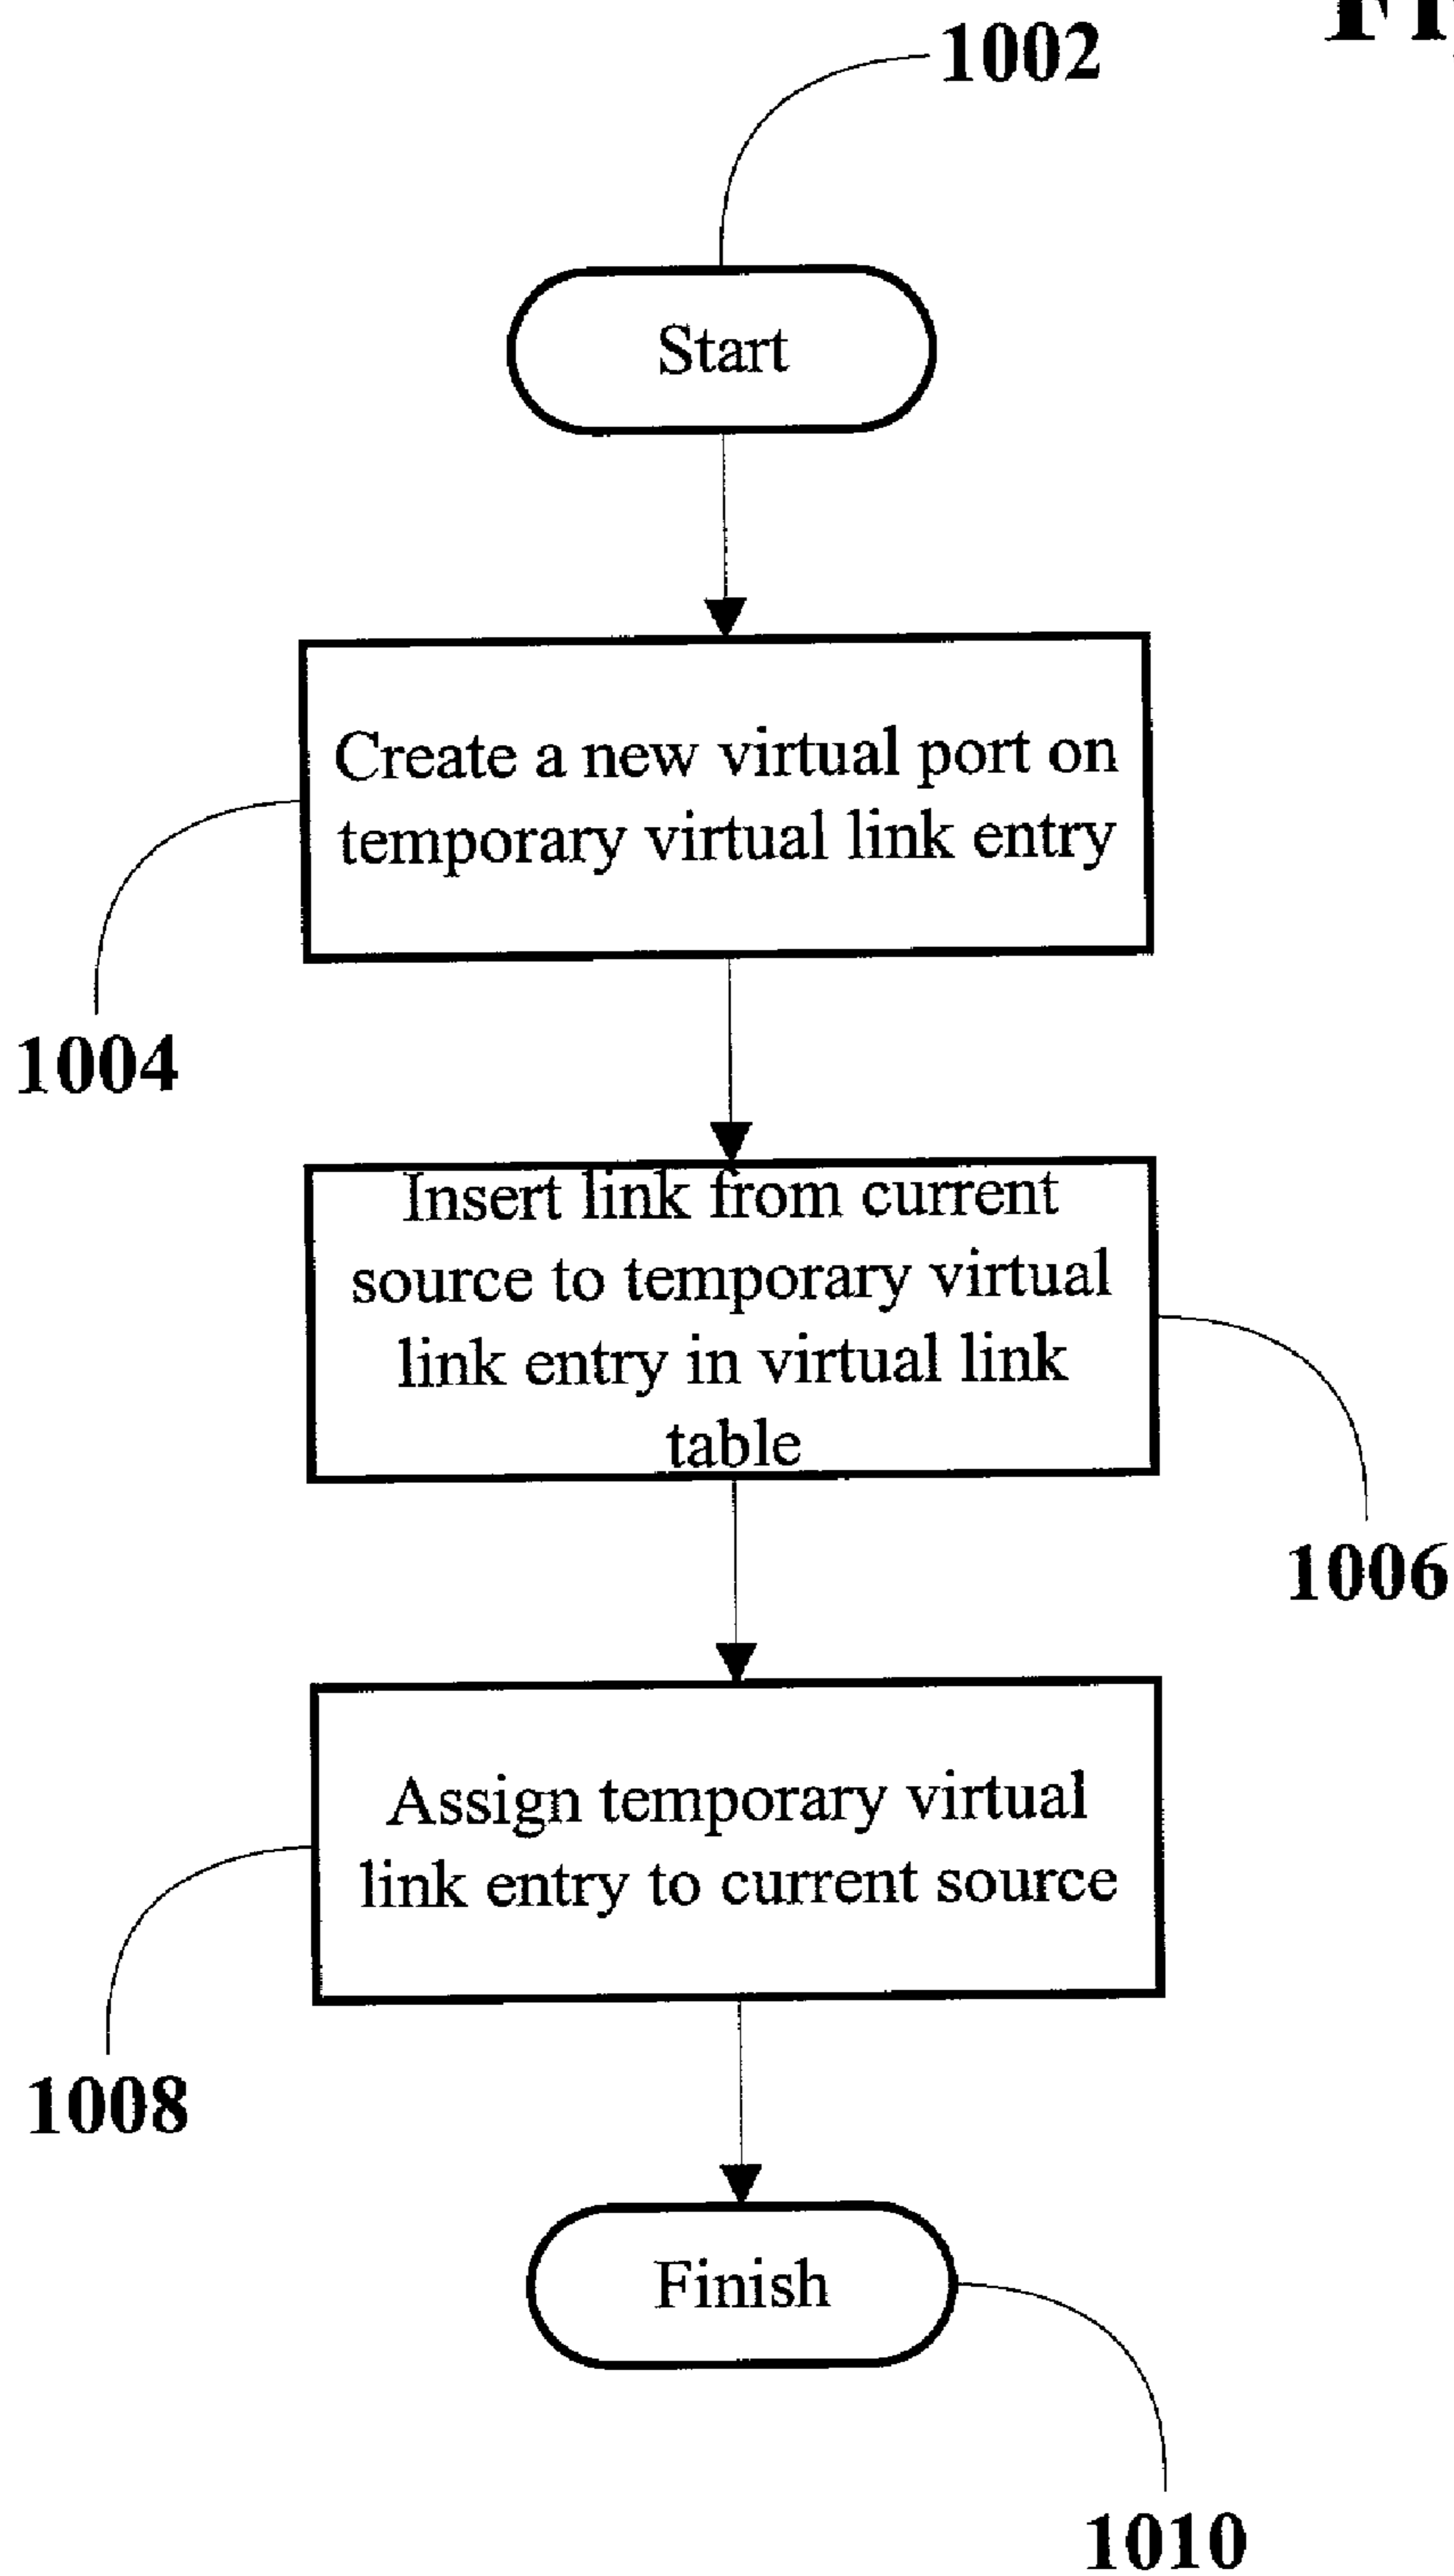 1002
Start
Create a new virtual port on
temporary virtual link entry
1004
Insert link from current
source to temporary virtual
link entry in virtual link
table
1006
Assign temporary virtual
link entry to current source
1008
Finish
1010